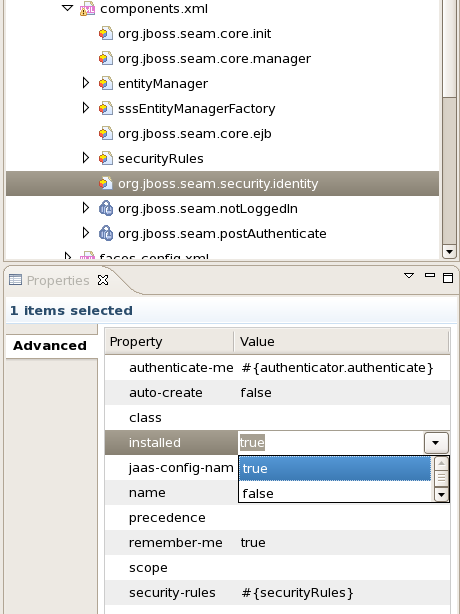 components.xml
org.jboss.seam.core.init
org.jboss.seam.core.manager
entityManager
sssEntityManagerFactory
org.jboss.seam.core.ejb
securityRules
org.jboss.seam.security.identity
org.jboss.seam.notLoggedIn
org.jboss.seam.postAuthenticate
faces-config.xml
Properties
1 items selected
Advanced
Property Value
authenticate-me #{authenticator.authenticate}
auto-create false
class
installed true
jaas-config-nam true
name false
precedence
remember-me true
scope
security-rules #{securityRules}